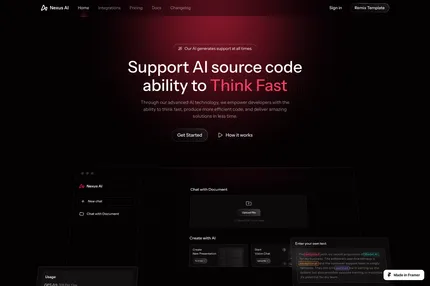 Nexus AI
Home
Integrations
Pricing
Docs
Changelog
Sign in
Remix Template
Our AI generates support at all times
Support AI source code
ability to Think Fast
Through our advanced AI technology, we empower developers with the
ability to think fast, produce more efficient code, and deliver amazing
solutions in less time.
Get Started
How it works
Nexus AI
New chat
Chat with Document
Chat with Document
Create with AI
Create
New Presentation
Voice Chat
Enter your own text
Usage:
Made in Framer